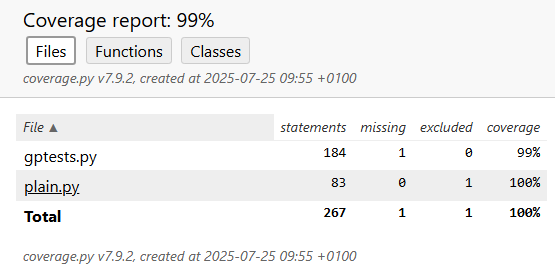 Coverage report: 99%
Files Functions Classes
coverage.py v7.9.2, created at 2025-07-25 09:55 +0100
File ▲ statements missing excluded coverage
gptests.py 184 1 0 99%
plain.py 83 0 1 100%
Total 267 1 1 100%
coverage.py v7.9.2, created at 2025-07-25 09:55 +0100